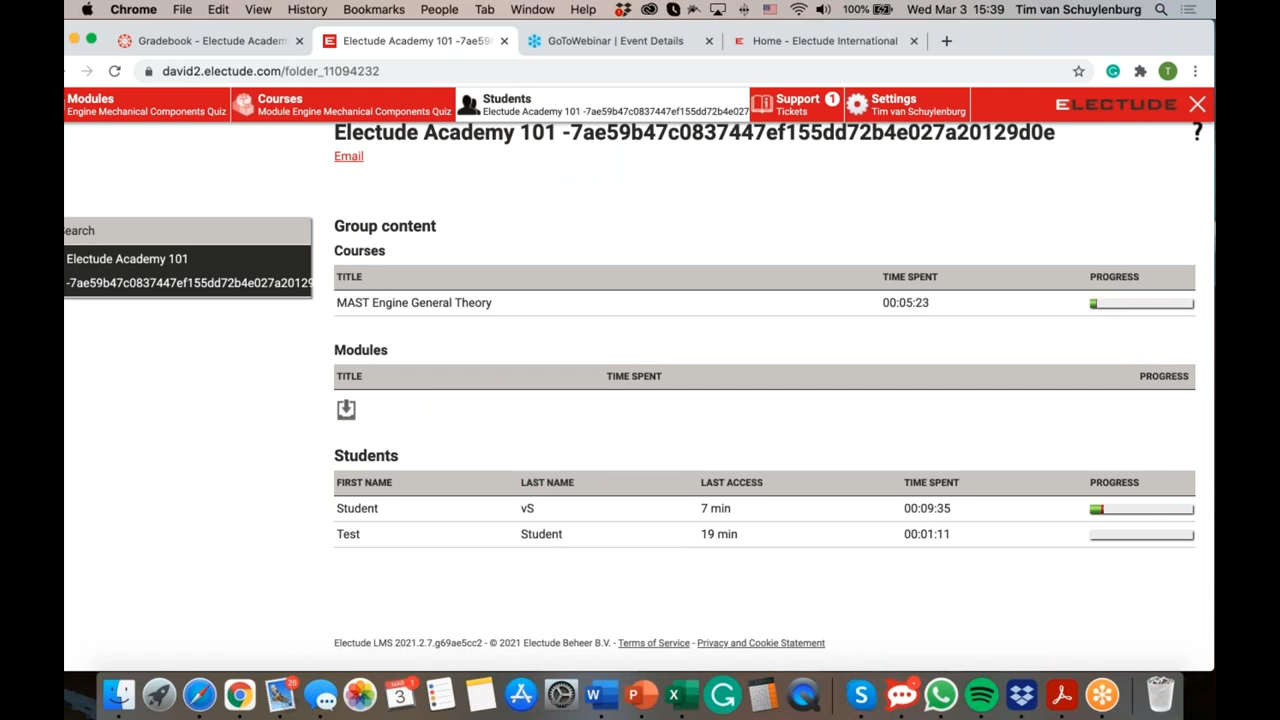 Chrome File Edit View History Bookmarks People Tab Window Help 100% Wed Mar 3 15:39 Tim van Schuylenburg
Gradebook - Electude Academ Electude Academy 101 -7ae59 GoToWebinar | Event Details Home - Electude International
david2.electude.com/folder_11094232 T
Modules Courses Students Support 1 Settings ELECTUDE
Engine Mechanical Components Quiz Module Engine Mechanical Components Quiz Electude Academy 101 -7ae59b47c0837447ef155dd72b4e027 Tickets Tim van Schuylenburg
Electude Academy 101 -7ae59b47c0837447ef155dd72b4e027a20129d0e ?
Email
Search
Electude Academy 101
-7ae59b47c0837447ef155dd72b4e027a20129
Group content
Courses
TITLE TIME SPENT PROGRESS
MAST Engine General Theory 00:05:23
Modules
TITLE TIME SPENT PROGRESS
Students
FIRST NAME LAST NAME LAST ACCESS TIME SPENT PROGRESS
Student vS 7 min 00:09:35
Test Student 19 min 00:01:11
Electude LMS 2021.2.7.g69ae5cc2 - © 2021 Electude Beheer B.V. - Terms of Service - Privacy and Cookie Statement